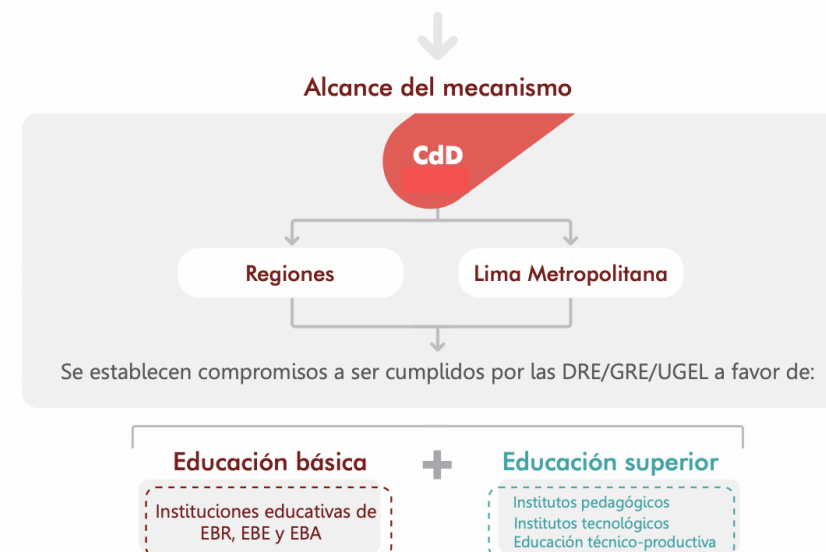 Alcance del mecanismo
CdD
Regiones
Lima Metropolitana
Se establecen compromisos a ser cumplidos por las DRE/GRE/UGEL a favor de:
Educación básica
+
Educación superior
Instituciones educativas de
EBR, EBE y EBA
Institutos pedagógicos
Institutos tecnológicos
Educación técnico-productiva